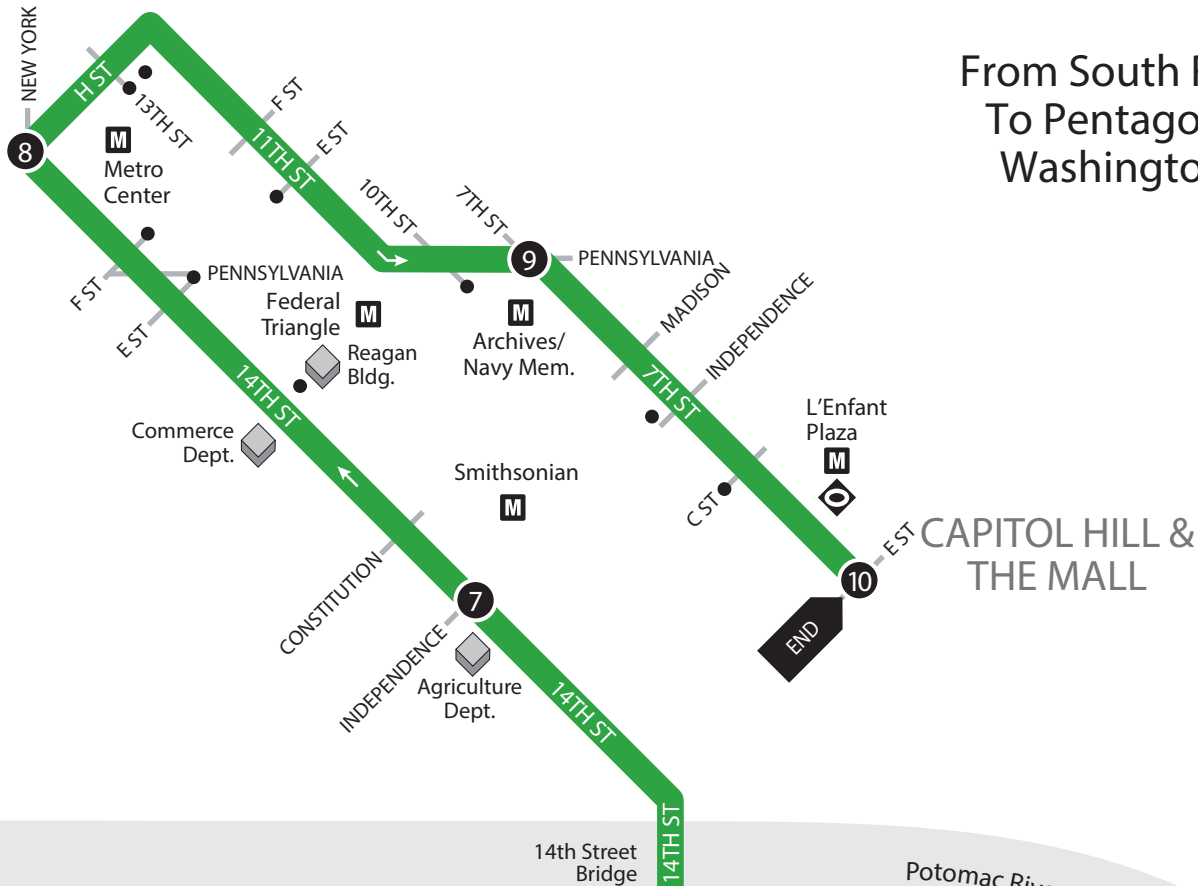 NEW YORK
From South
To Pentago
Washingto
H ST
13TH ST
F ST
11TH ST
E ST
8
M
Metro
Center
10TH ST
7TH ST
9
PENNSYLVANIA
F ST
PENNSYLVANIA
E ST
Federal
Triangle
M
M
Archives/
Navy Mem.
MADISON
INDEPENDENCE
Reagan
Bldg.
14TH ST
7TH ST
Commerce
Dept.
L'Enfant
Plaza
M
Smithsonian
M
C ST
E ST
CAPITOL HILL &
THE MALL
CONSTITUTION
10
7
END
INDEPENDENCE
Agriculture
Dept.
14TH ST
14TH ST
14th Street
Bridge
Potomac